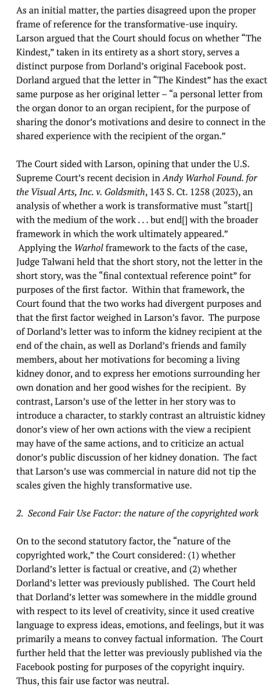 As an initial matter, the parties disagreed upon the proper
frame of reference for the transformative-use inquiry.
Larson argued that the Court should focus on whether “The
Kindest,” taken in its entirety as a short story, serves a
distinct purpose from Dorland’s original Facebook post.
Dorland argued that the letter in “The Kindest” has the exact
same purpose as her original letter – “a personal letter from
the organ donor to an organ recipient, for the purpose of
sharing the donor’s motivations and desire to connect in the
shared experience with the recipient of the organ.”
The Court sided with Larson, opining that under the U.S.
Supreme Court’s recent decision in Andy Warhol Found. for
the Visual Arts, Inc. v. Goldsmith, 143 S. Ct. 1258 (2023), an
analysis of whether a work is transformative must “start[]
with the medium of the work . . . but end[] with the broader
framework in which the work ultimately appeared.”
Applying the Warhol framework to the facts of the case,
Judge Talwani held that the short story, not the letter in the
short story, was the “final contextual reference point” for
purposes of the first factor. Within that framework, the
Court found that the two works had divergent purposes and
that the first factor weighed in Larson’s favor. The purpose
of Dorland’s letter was to inform the kidney recipient at the
end of the chain, as well as Dorland’s friends and family
members, about her motivations for becoming a living
kidney donor, and to express her emotions surrounding her
own donation and her good wishes for the recipient. By
contrast, Larson’s use of the letter in her story was to
introduce a character, to starkly contrast an altruistic kidney
donor’s view of her own actions with the view a recipient
may have of the same actions, and to criticize an actual
donor’s public discussion of her kidney donation. The fact
that Larson’s use was commercial in nature did not tip the
scales given the highly transformative use.
2. Second Fair Use Factor: the nature of the copyrighted work
On to the second statutory factor, the “nature of the
copyrighted work,” the Court considered: (1) whether
Dorland’s letter is factual or creative, and (2) whether
Dorland’s letter was previously published. The Court held
that Dorland’s letter was somewhere in the middle ground
with respect to its level of creativity, since it used creative
language to express ideas, emotions, and feelings, but it was
primarily a means to convey factual information. The Court
further held that the letter was previously published via the
Facebook posting for purposes of the copyright inquiry.
Thus, this fair use factor was neutral.